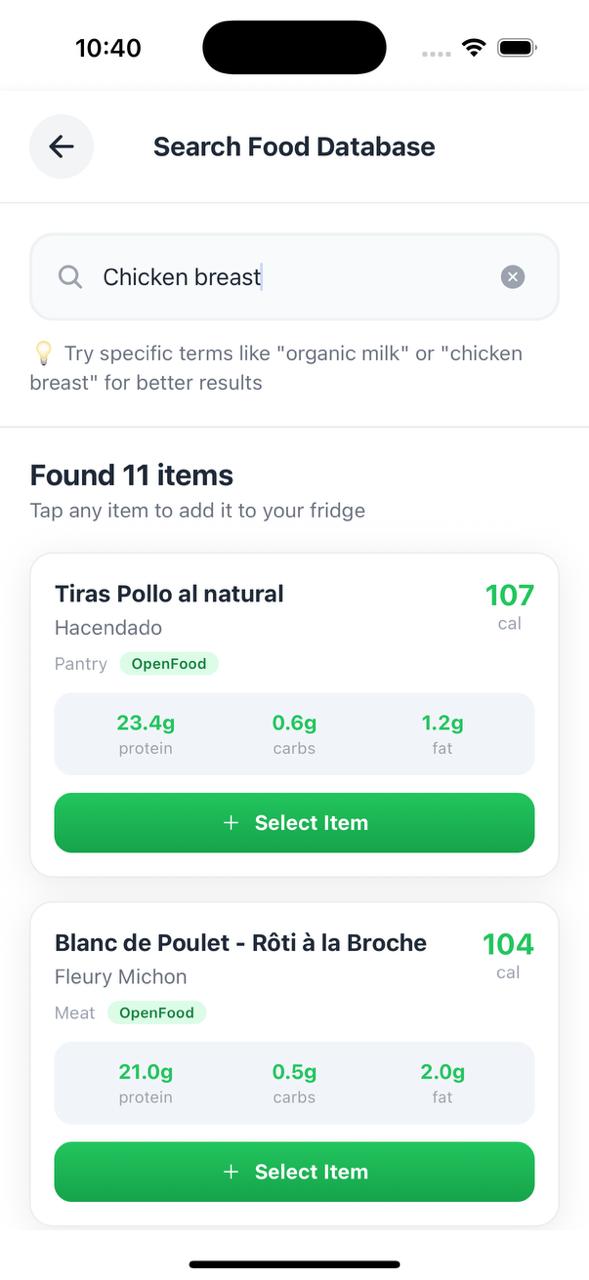 10:40
Search Food Database
Chicken breast
💡 Try specific terms like "organic milk" or "chicken
breast" for better results
Found 11 items
Tap any item to add it to your fridge
Tiras Pollo al natural
107
Hacendado
cal
Pantry OpenFood
23.4g 0.6g 1.2g
protein carbs fat
+ Select Item
Blanc de Poulet - Rôti à la Broche
104
Fleury Michon
cal
Meat OpenFood
21.0g 0.5g 2.0g
protein carbs fat
+ Select Item